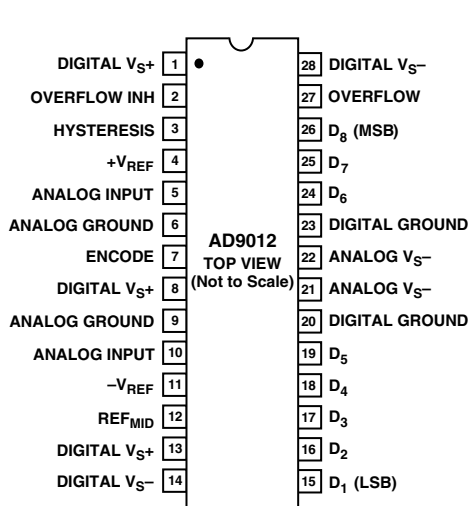 DIGITAL VS+ 1 28 DIGITAL VS–
OVERFLOW INH 2 27 OVERFLOW
HYSTERESIS 3 26 D8 (MSB)
+VREF 4 25 D7
ANALOG INPUT 5 24 D6
ANALOG GROUND 6 23 DIGITAL GROUND
ENCODE 7 22 ANALOG VS–
DIGITAL VS+ 8 21 ANALOG VS–
ANALOG GROUND 9 20 DIGITAL GROUND
ANALOG INPUT 10 19 D5
–VREF 11 18 D4
REFMID 12 17 D3
DIGITAL VS+ 13 16 D2
DIGITAL VS– 14 15 D1 (LSB)
AD9012
TOP VIEW
(Not to Scale)